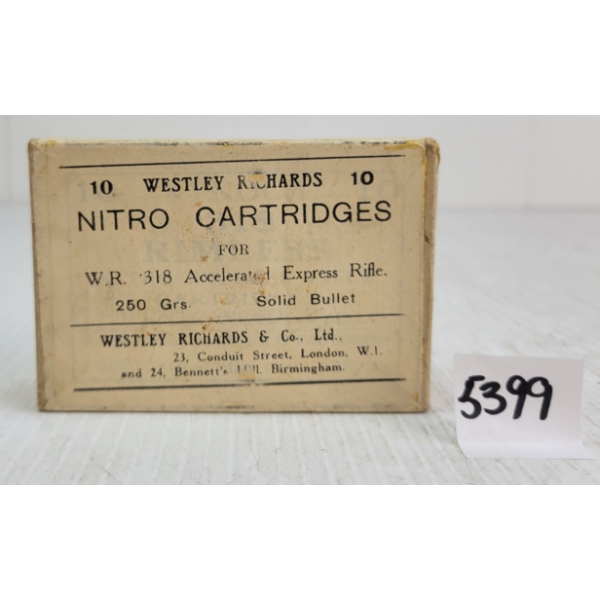 10 WESTLEY RICHARDS 10
NITRO CARTRIDGES
FOR
W.R. ·318 Accelerated Express Rifle.
250 Grs. Solid Bullet
WESTLEY RICHARDS & Co., Ltd.,
23, Conduit Street, London, W.1.
and 24, Bennett's Hill, Birmingham.
5399